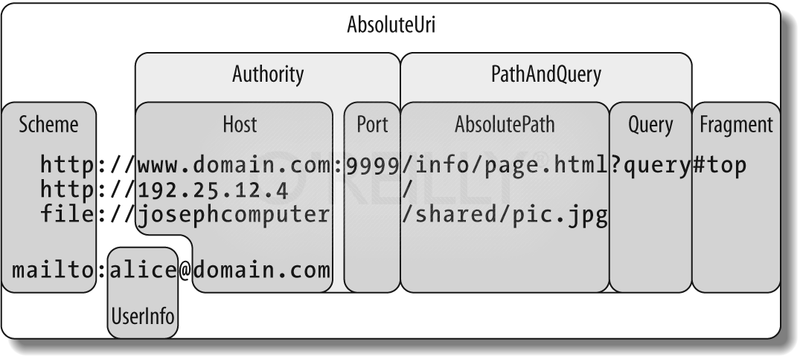 AbsoluteUri
Authority PathAndQuery
Scheme Host Port AbsolutePath Query Fragment
http://www.domain.com:9999/info/page.html?query#top
http://192.25.12.4 /
file://josephcomputer /shared/pic.jpg
mailto:alice@domain.com
UserInfo
O'REILLY®